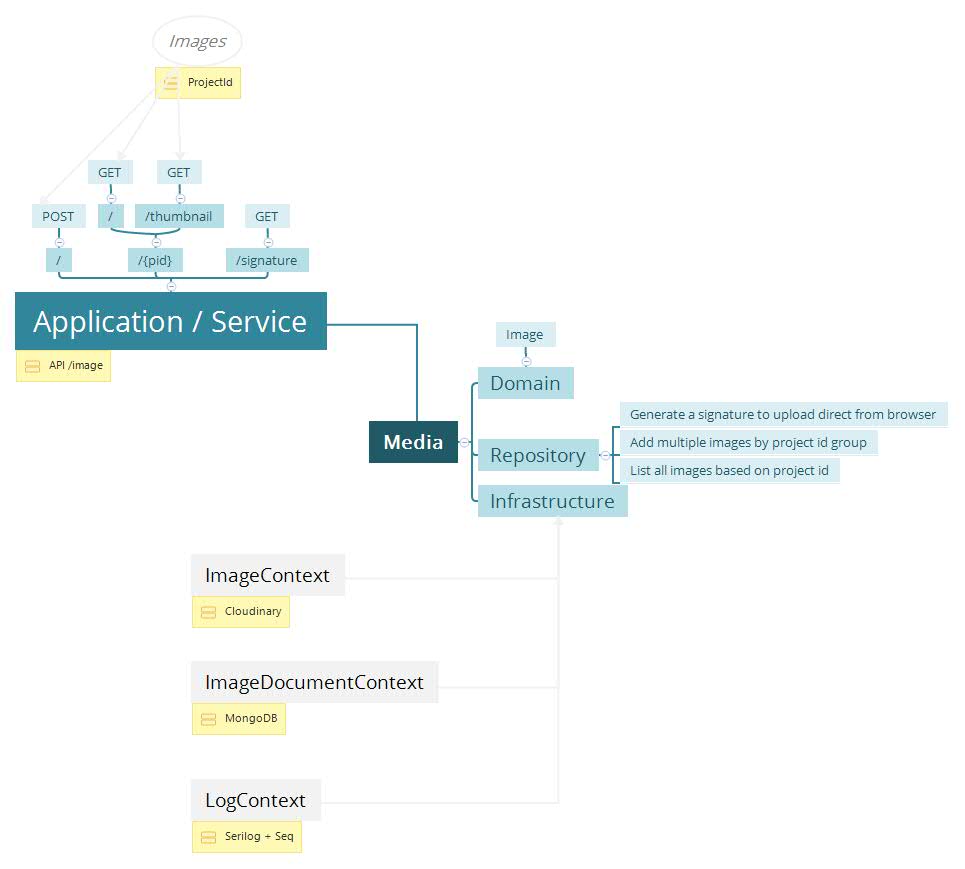 Images
ProjectId
GET
GET
POST
/
/thumbnail
GET
/
/{pid}
/signature
Application / Service
API /image
Image
Domain
Media
Repository
Generate a signature to upload direct from browser
Add multiple images by project id group
List all images based on project id
Infrastructure
ImageContext
Cloudinary
ImageDocumentContext
MongoDB
LogContext
Serilog + Seq